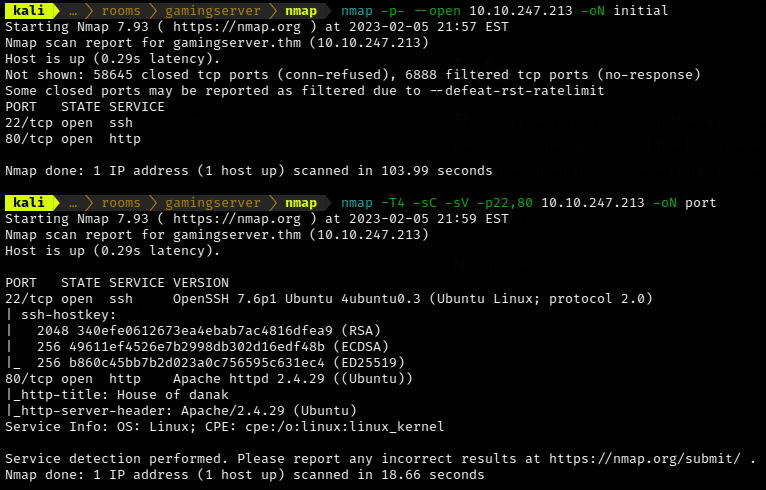 kali … rooms gamingserver nmap nmap -p- --open 10.10.247.213 -oN initial
Starting Nmap 7.93 ( https://nmap.org ) at 2023-02-05 21:57 EST
Nmap scan report for gamingserver.thm (10.10.247.213)
Host is up (0.29s latency).
Not shown: 58645 closed tcp ports (conn-refused), 6888 filtered tcp ports (no-response)
Some closed ports may be reported as filtered due to --defeat-rst-ratelimit
PORT   STATE SERVICE
22/tcp open  ssh
80/tcp open  http
Nmap done: 1 IP address (1 host up) scanned in 103.99 seconds
kali … rooms gamingserver nmap nmap -T4 -sC -sV -p22,80 10.10.247.213 -oN port
Starting Nmap 7.93 ( https://nmap.org ) at 2023-02-05 21:59 EST
Nmap scan report for gamingserver.thm (10.10.247.213)
Host is up (0.29s latency).
PORT   STATE SERVICE VERSION
22/tcp open  ssh     OpenSSH 7.6p1 Ubuntu 4ubuntu0.3 (Ubuntu Linux; protocol 2.0)
| ssh-hostkey:
|   2048 340efe0612673ea4ebab7ac4816dfea9 (RSA)
|   256 49611ef4526e7b2998db302d16edf48b (ECDSA)
|_  256 b860c45bb7b2d023a0c756595c631ec4 (ED25519)
80/tcp open  http    Apache httpd 2.4.29 ((Ubuntu))
|_http-title: House of danak
|_http-server-header: Apache/2.4.29 (Ubuntu)
Service Info: OS: Linux; CPE: cpe:/o:linux:linux_kernel
Service detection performed. Please report any incorrect results at https://nmap.org/submit/ .
Nmap done: 1 IP address (1 host up) scanned in 18.66 seconds